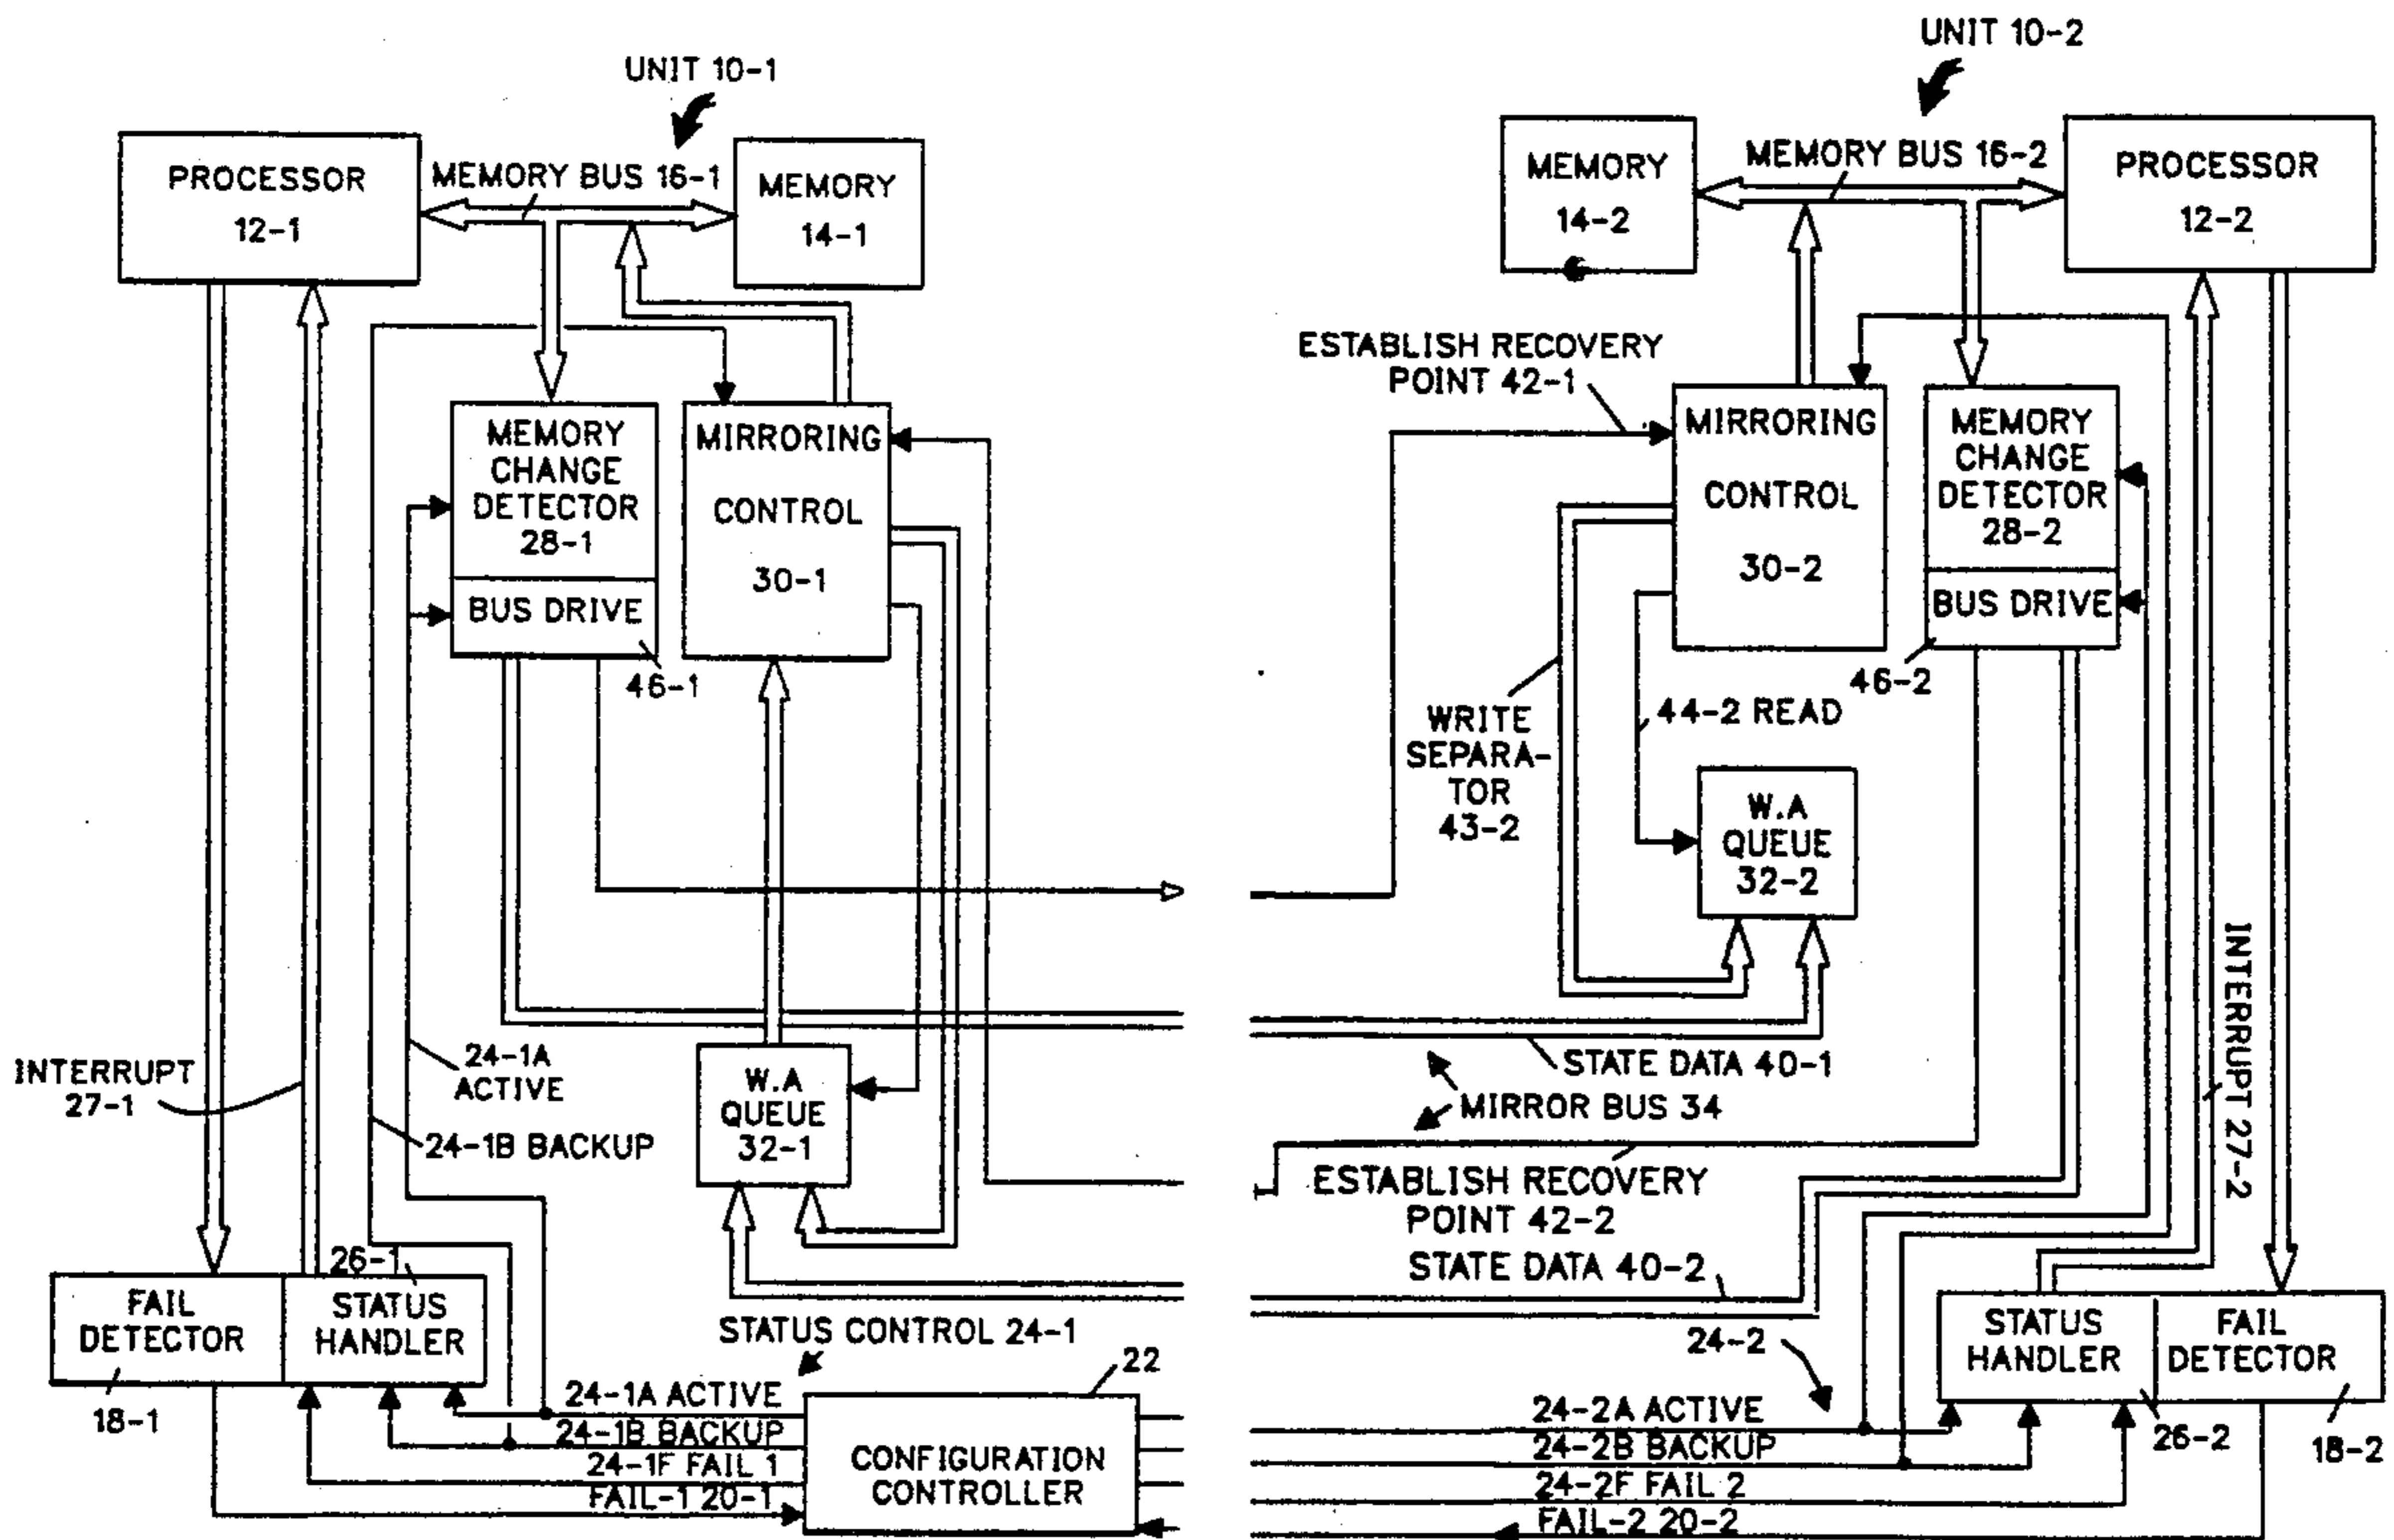 UNIT 10-1
PROCESSOR
12-1
MEMORY BUS 16-1
MEMORY
14-1
MEMORY
CHANGE
DETECTOR
28-1
BUS DRIVE
46-1
MIRRORING
CONTROL
30-1
INTERRUPT
27-1
24-1A
ACTIVE
24-1B BACKUP
W.A
QUEUE
32-1
26-1
FAIL
DETECTOR
STATUS
HANDLER
18-1
STATUS CONTROL 24-1
24-1A ACTIVE
24-1B BACKUP
24-1F FAIL 1
FAIL-1 20-1
22
CONFIGURATION
CONTROLLER
UNIT 10-2
MEMORY
14-2
MEMORY BUS 16-2
PROCESSOR
12-2
ESTABLISH RECOVERY
POINT 42-1
MIRRORING
CONTROL
30-2
MEMORY
CHANGE
DETECTOR
28-2
BUS DRIVE
46-2
WRITE
SEPARA-
TOR
43-2
44-2 READ
W.A
QUEUE
32-2
INTERRUPT 27-2
STATE DATA 40-1
MIRROR BUS 34
ESTABLISH RECOVERY
POINT 42-2
STATE DATA 40-2
24-2
STATUS
HANDLER
FAIL
DETECTOR
24-2A ACTIVE
24-2B BACKUP
24-2F FAIL 2
FAIL-2 20-2
26-2
18-2